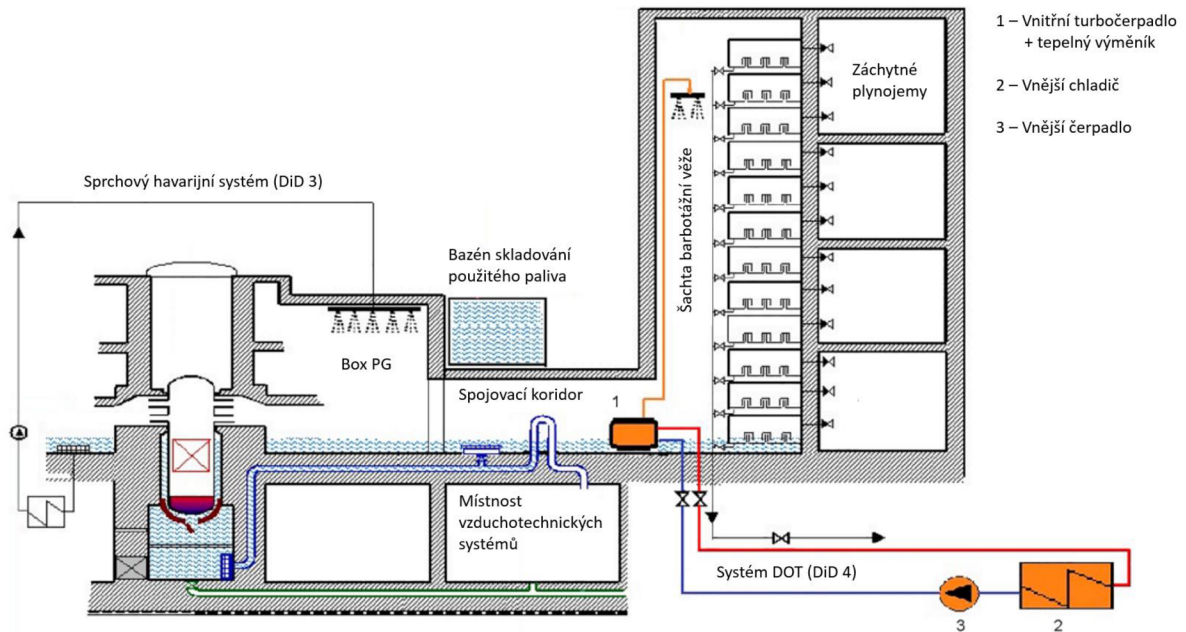 1 – Vnitřní turbočerpadlo
+ tepelný výměník
2 – Vnější chladič
3 – Vnější čerpadlo
Záchytné
plynojemy
Sprchový havarijní systém (DiD 3)
Bazén skladování
použitého paliva
Šachta barbotážní věže
Box PG
Spojovací koridor
1
Místnost
vzduchotechnických
systémů
Systém DOT (DiD 4)
3
2